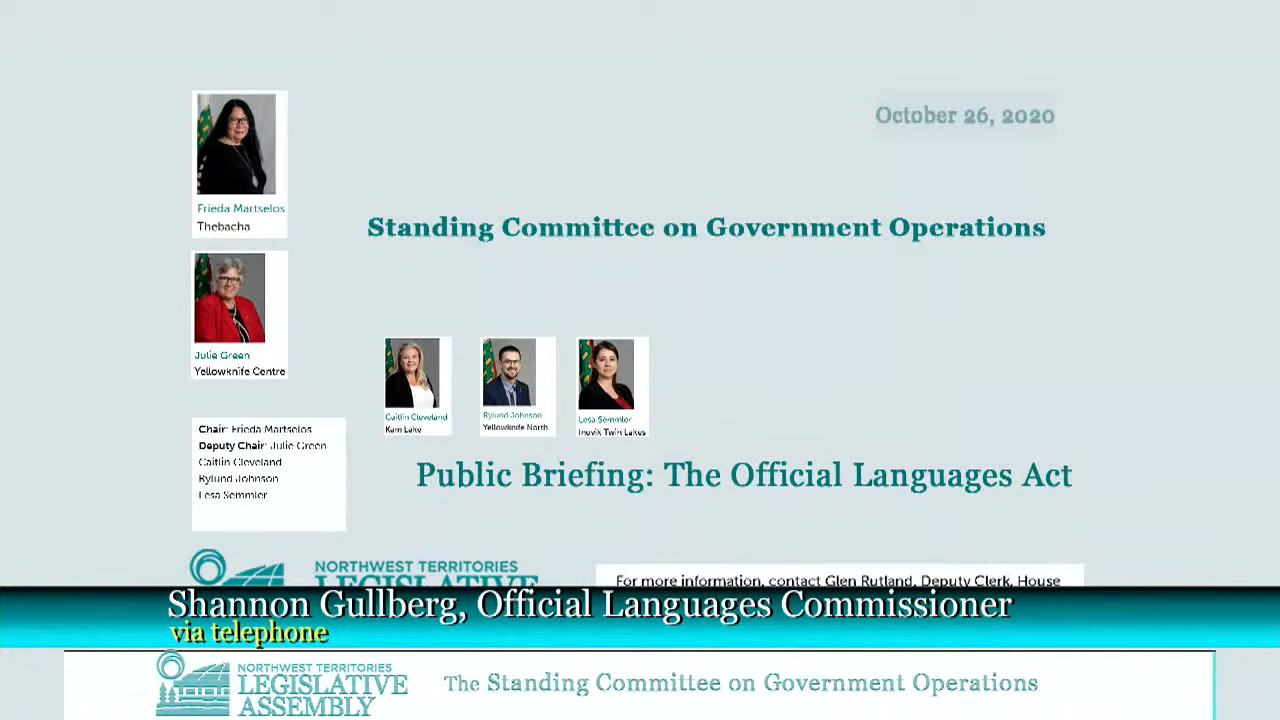 October 26, 2020
Frieda Martselos
Thebacha
Standing Committee on Government Operations
Julie Green
Yellowknife Centre
Caitlin Cleveland
Kam Lake
Rylund Johnson
Yellowknife North
Lesa Semmler
Inuvik Twin Lakes
Chair: Frieda Martselos
Deputy Chair: Julie Green
Caitlin Cleveland
Rylund Johnson
Lesa Semmler
Public Briefing: The Official Languages Act
NORTHWEST TERRITORIES
LEGISLATIVE
For more information, contact Glen Rutland, Deputy Clerk, House
Shannon Gullberg, Official Languages Commissioner
via telephone
NORTHWEST TERRITORIES
LEGISLATIVE
ASSEMBLY
The Standing Committee on Government Operations